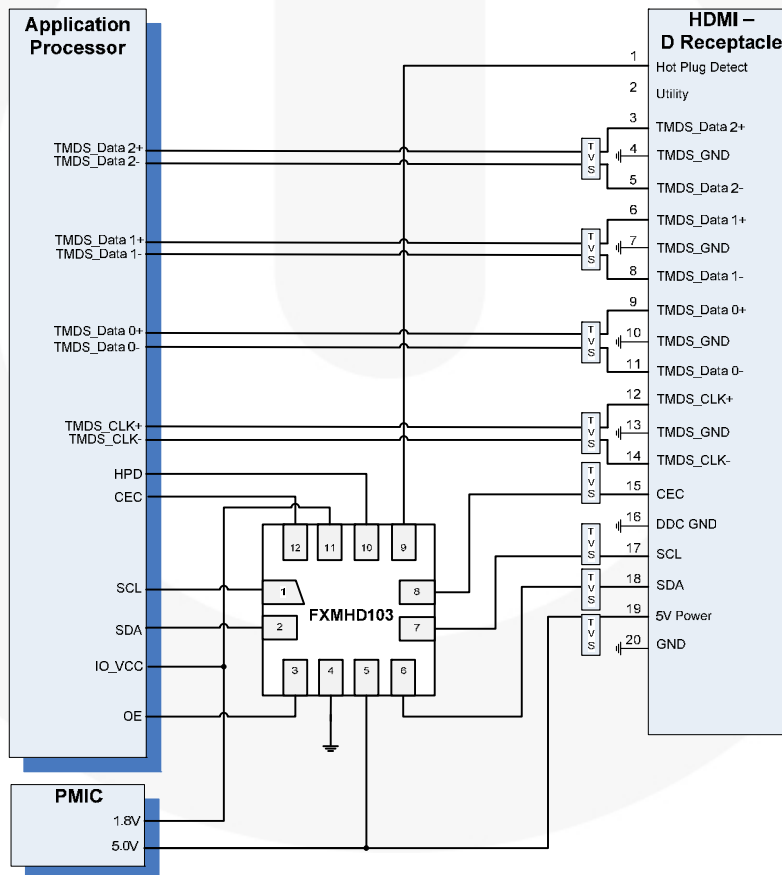 Application
Processor
TMDS_Data 2+
TMDS_Data 2-
TMDS_Data 1+
TMDS_Data 1-
TMDS_Data 0+
TMDS_Data 0-
TMDS_CLK+
TMDS_CLK-
HPD
CEC
SCL
SDA
IO_VCC
OE
PMIC
1.8V
5.0V
12
11
10
9
1
8
FXMHD103
2
7
3
4
5
6
TVS
TVS
TVS
TVS
TVS
TVS
TVS
TVS
HDMI –
D Receptacle
1 Hot Plug Detect
2 Utility
3 TMDS_Data 2+
4 TMDS_GND
5 TMDS_Data 2-
6 TMDS_Data 1+
7 TMDS_GND
8 TMDS_Data 1-
9 TMDS_Data 0+
10 TMDS_GND
11 TMDS_Data 0-
12 TMDS_CLK+
13 TMDS_GND
14 TMDS_CLK-
15 CEC
16 DDC GND
17 SCL
18 SDA
19 5V Power
20 GND